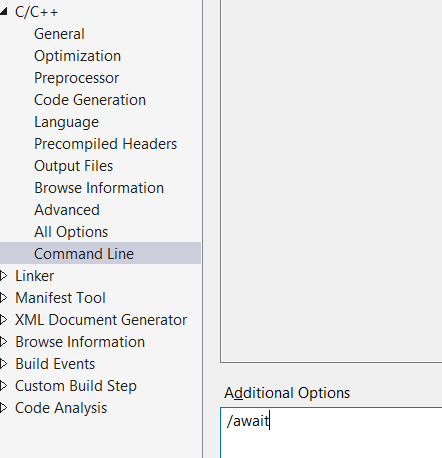 C/C++
General
Optimization
Preprocessor
Code Generation
Language
Precompiled Headers
Output Files
Browse Information
Advanced
All Options
Command Line
Linker
Manifest Tool
XML Document Generator
Browse Information
Build Events
Custom Build Step
Code Analysis
Additional Options
/await